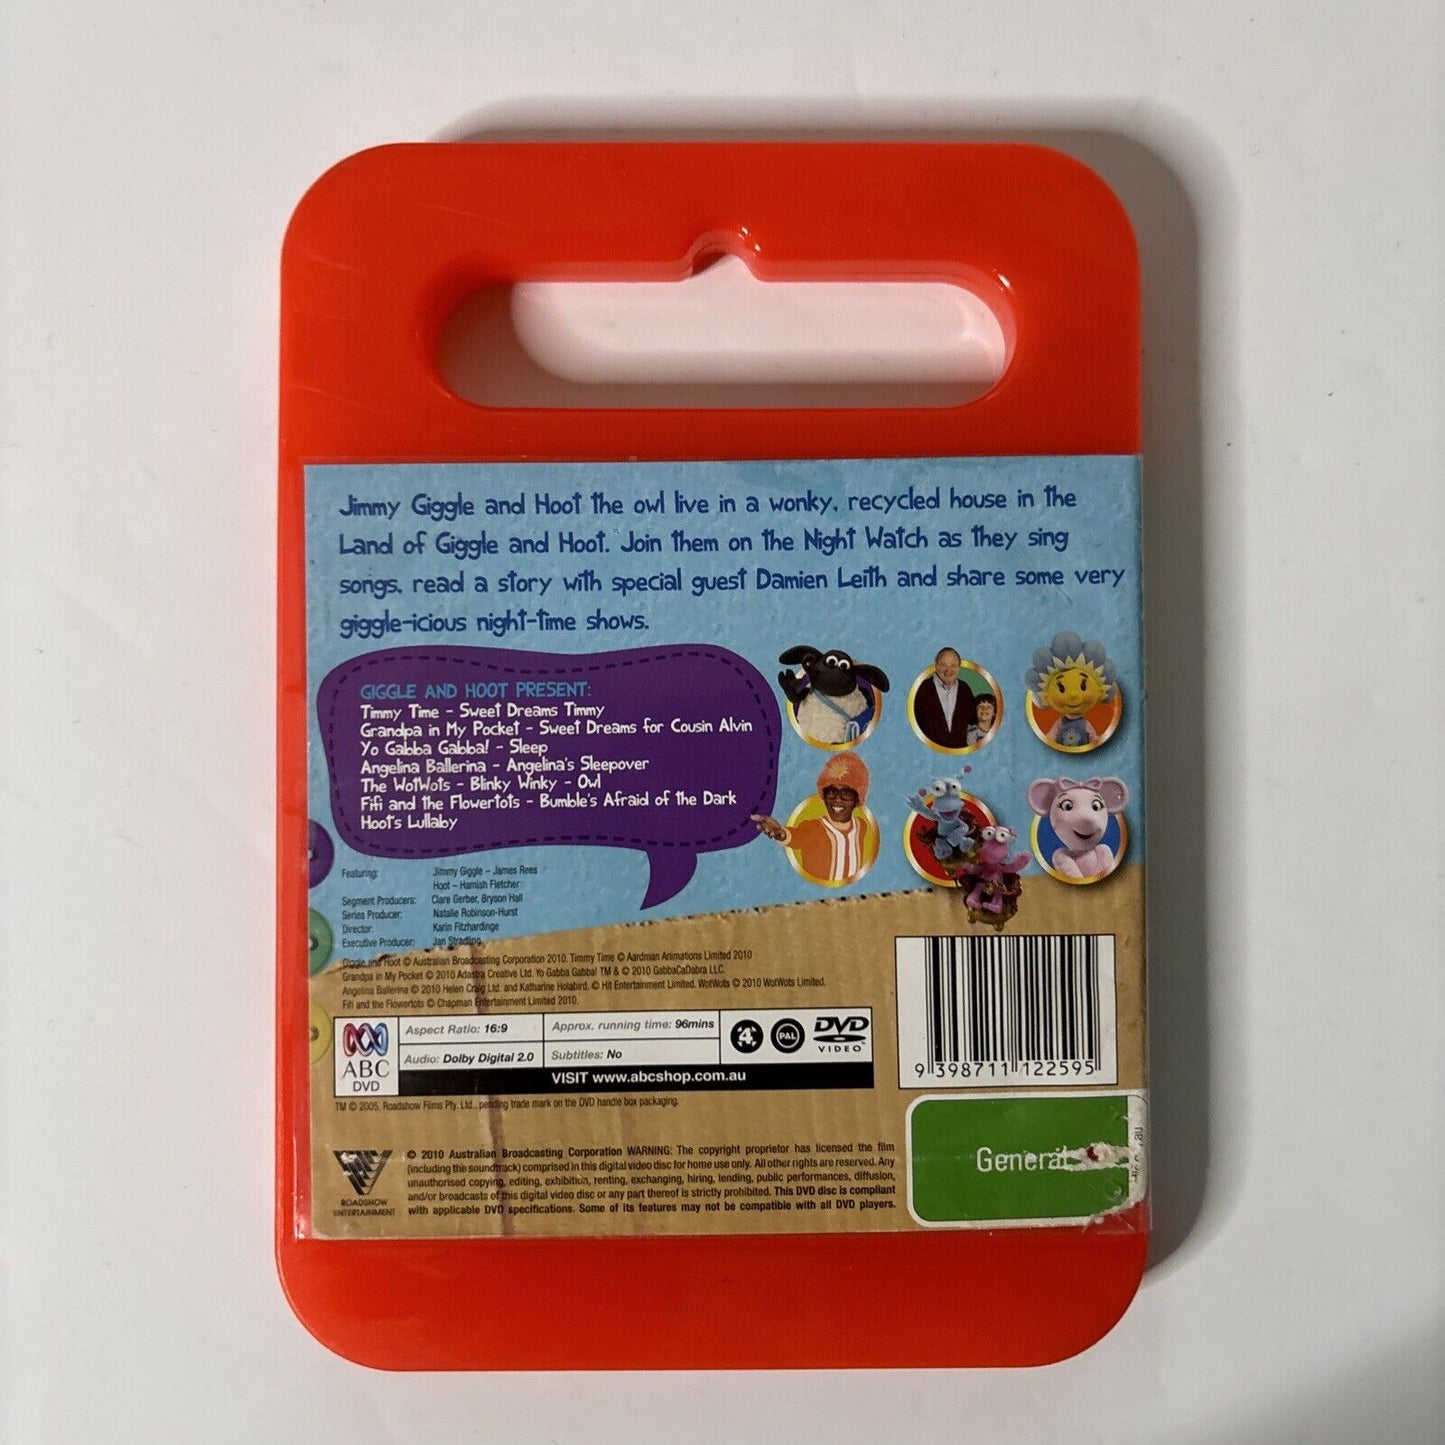 Jimmy Giggle and Hoot the owl live in a wonky, recycled house in the
Land of Giggle and Hoot. Join them on the Night Watch as they sing
songs, read a story with special guest Damien Leith and share some very
giggle-icious night-time shows.
GIGGLE AND HOOT PRESENT:
Timmy Time - Sweet Dreams Timmy
Grandpa in My Pocket - Sweet Dreams for Cousin Alvin
Yo Gabba Gabba! - Sleep
Angelina Ballerina - Angelina's Sleepover
The WotWots - Blinky Winky - Owl
Fifi and the Flowertots - Bumble's Afraid of the Dark
Hoot's Lullaby
Featuring: Jimmy Giggle – James Rees
Hoot – Hamish Fletcher
Segment Producers: Clare Gerber, Bryson Hall
Series Producer: Natalie Robinson-Hurst
Director: Karin Fitzhardinge
Executive Producer: Jan Stradling
Giggle and Hoot © Australian Broadcasting Corporation 2010. Timmy Time © Aardman Animations Limited 2010
Grandpa in My Pocket © 2010 Adastra Creative Ltd. Yo Gabba Gabba! TM & © 2010 GabbaCaDabra LLC.
Angelina Ballerina © 2010 Helen Craig Ltd. and Katharine Holabird. © Hit Entertainment Limited. WotWots © 2010 WotWots Limited.
Fifi and the Flowertots © Chapman Entertainment Limited 2010.
ABC
DVD
Aspect Ratio: 16:9
Approx. running time: 96mins
Audio: Dolby Digital 2.0
Subtitles: No
4
PAL
DVD
VIDEO
VISIT www.abcshop.com.au
9 398711 122595
TM © 2005. Roadshow Films Pty. Ltd., pending trade mark on the DVD handle box packaging.
General
.au
ROADSHOW
ENTERTAINMENT
© 2010 Australian Broadcasting Corporation WARNING: The copyright proprietor has licensed the film
(including the soundtrack) comprised in this digital video disc for home use only. All other rights are reserved. Any
unauthorised copying, editing, exhibition, renting, exchanging, hiring, lending, public performances, diffusion,
and/or broadcasts of this digital video disc or any part thereof is strictly prohibited. This DVD disc is compliant
with applicable DVD specifications. Some of its features may not be compatible with all DVD players.